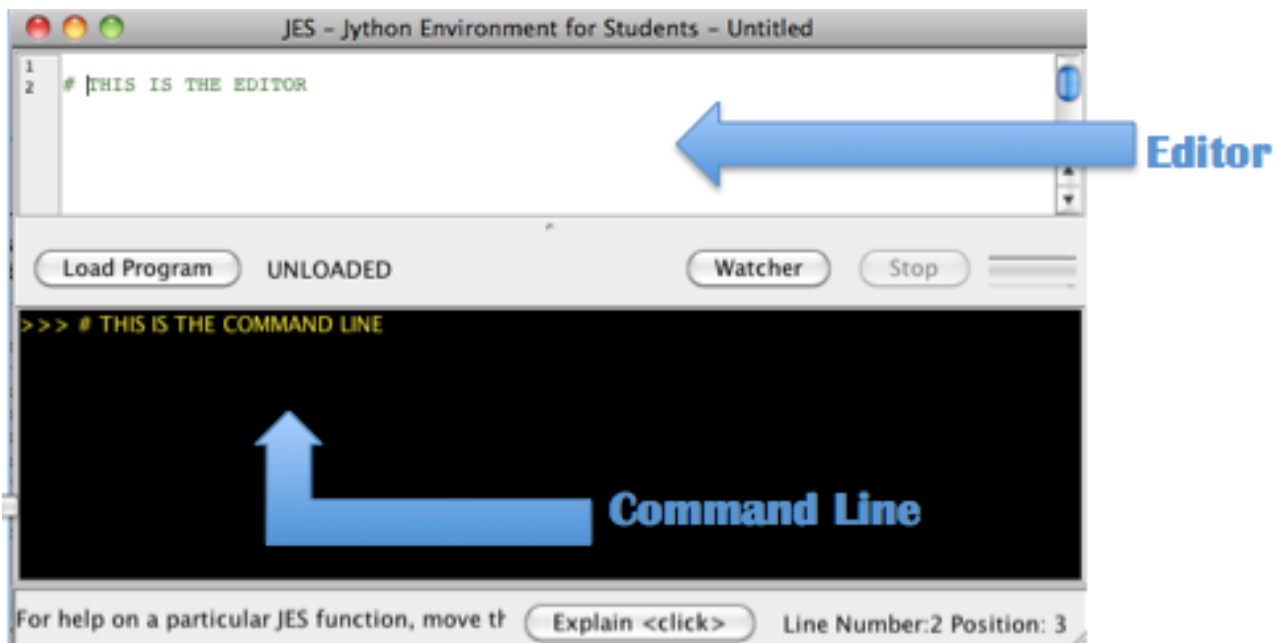 JES – Jython Environment for Students – Untitled
1
2 # THIS IS THE EDITOR
Editor
Load Program UNLOADED Watcher Stop
>>> # THIS IS THE COMMAND LINE
Command Line
For help on a particular JES function, move th Explain <click> Line Number:2 Position: 3